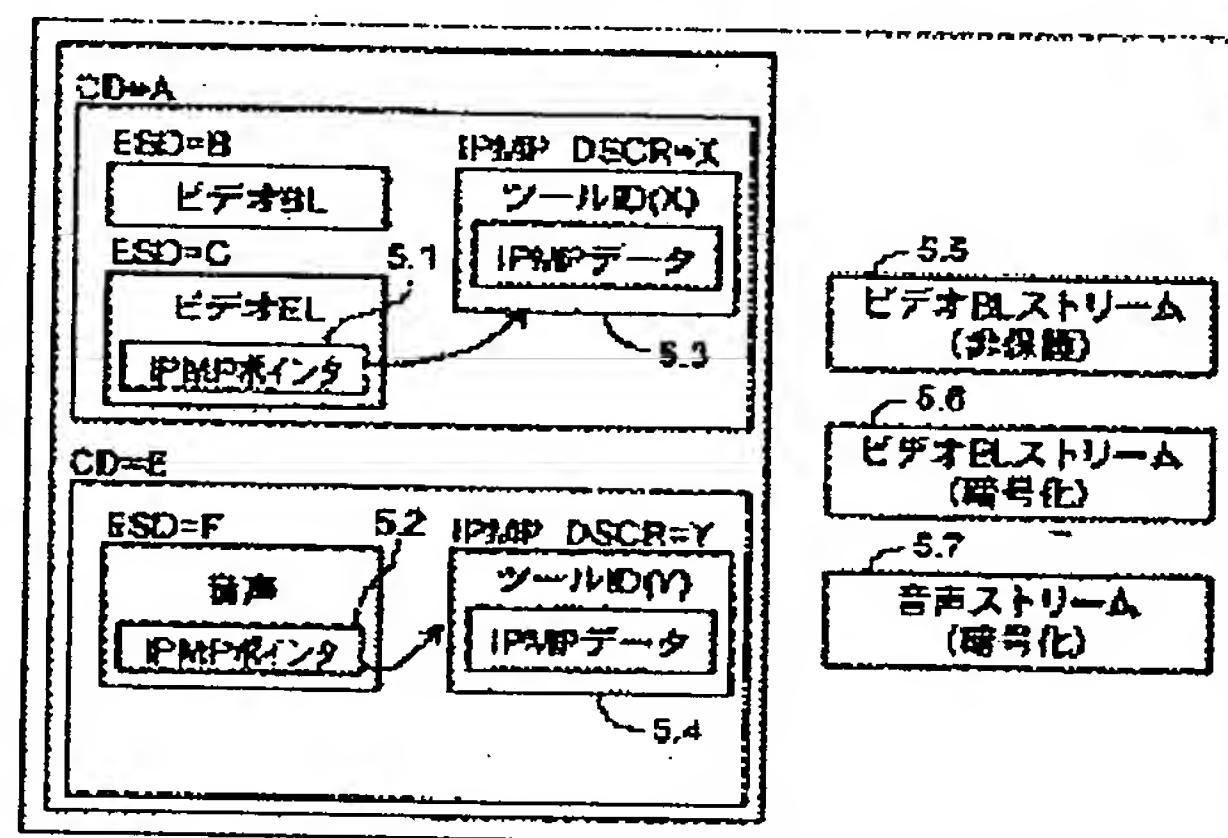 CD=A
ESD=B
ビデオBL
ESD=C
ビデオEL
IPMPポインタ
5.1
IPMP DSCR=X
ツールID(X)
IPMPデータ
5.3
CD=E
ESD=F
音声
IPMPポインタ
5.2
IPMP DSCR=Y
ツールID(Y)
IPMPデータ
5.4
5.5
ビデオBLストリーム
(非保護)
5.6
ビデオELストリーム
(暗号化)
5.7
音声ストリーム
(暗号化)